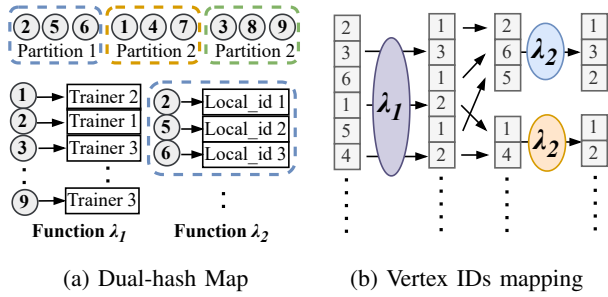 2 5 6 1 4 7 3 8 9
Partition 1 Partition 2 Partition 2
1 Trainer 2
2 Trainer 1
3 Trainer 3
9 Trainer 3
Function λ1
2 Local_id 1
5 Local_id 2
6 Local_id 3
Function λ2
(a) Dual-hash Map
2
3
6
1
5
4
λ1
1
3
1
2
1
2
2
6
5
λ2
1
3
2
1
4
λ2
1
2
(b) Vertex IDs mapping